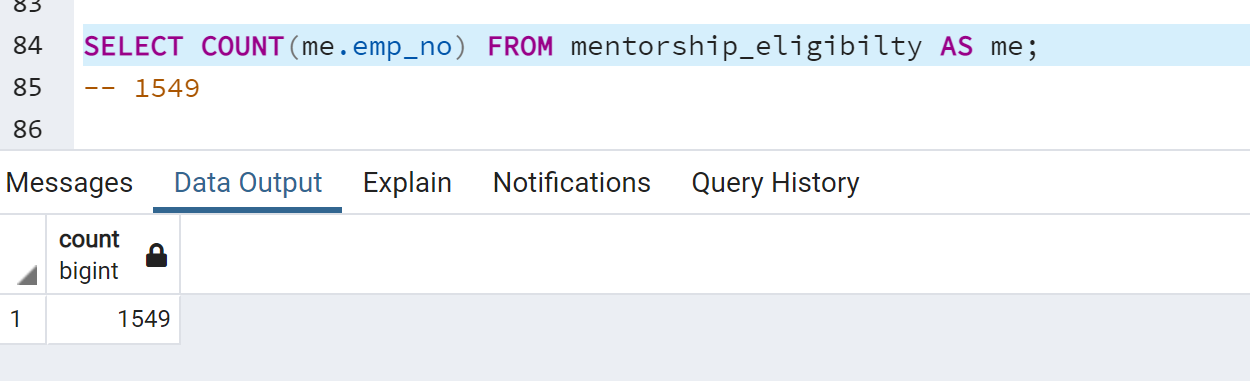 83
84 SELECT COUNT(me.emp_no) FROM mentorship_eligibilty AS me;
85 -- 1549
86
Messages Data Output Explain Notifications Query History
count
bigint
1 1549